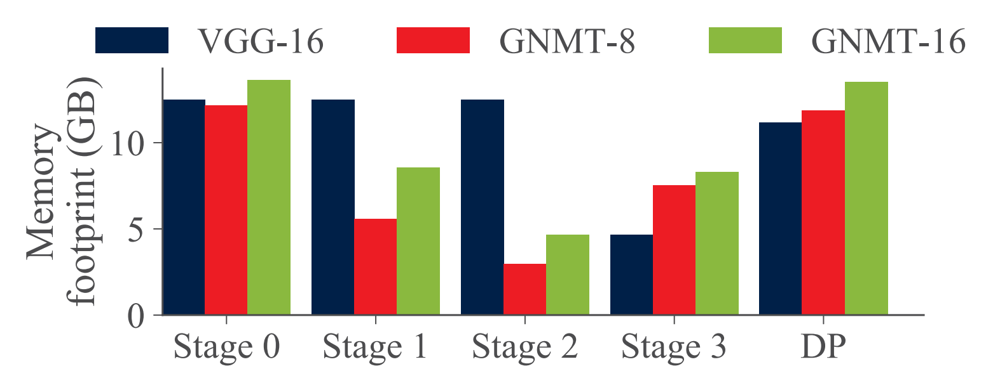 VGG-16 GNMT-8 GNMT-16
Memory
footprint (GB)
10
5
0
Stage 0 Stage 1 Stage 2 Stage 3 DP